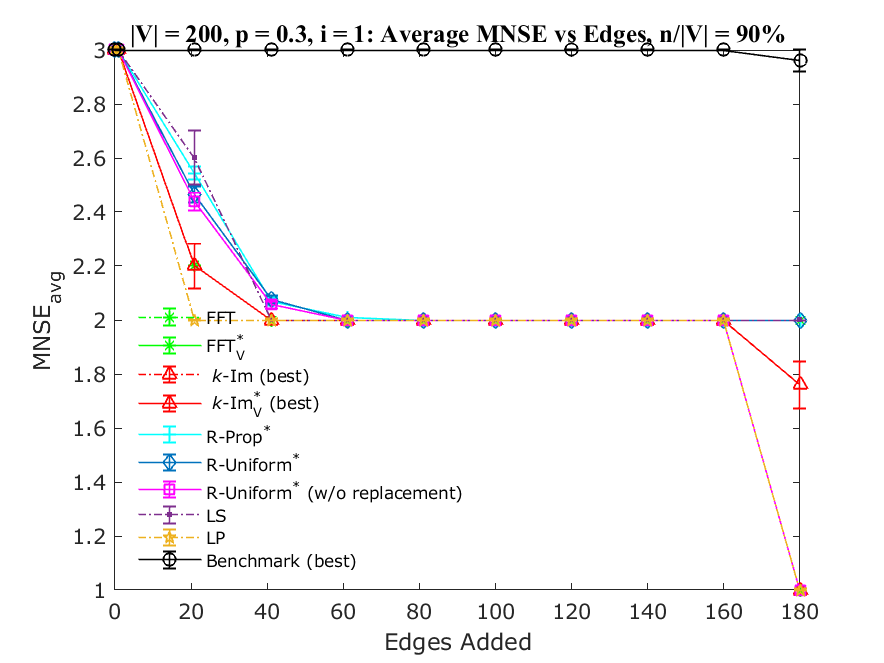 |V| = 200, p = 0.3, i = 1: Average MNSE vs Edges, n/|V| = 90%
3
2.8
2.6
2.4
2.2
2
1.8
1.6
1.4
1.2
1
MNSE_avg
FFT
FFT*_V
k-Im (best)
k-Im*_V (best)
R-Prop*
R-Uniform*
R-Uniform* (w/o replacement)
LS
LP
Benchmark (best)
0 20 40 60 80 100 120 140 160 180
Edges Added